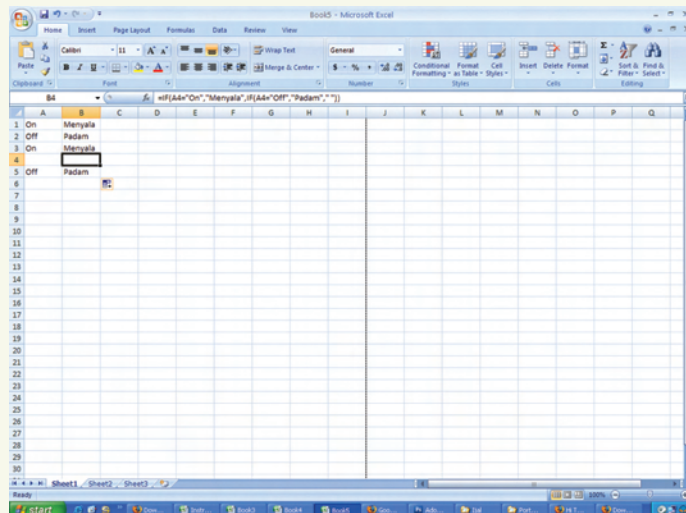 Book5 - Microsoft Excel
Home Insert Page Layout Formulas Data Review View
Calibri 11 A A Wrap Text General
Paste B I U Merge & Center $ % , Conditional Formatting Format as Table Cell Styles Insert Delete Format Sort & Filter Find & Select
Clipboard Font Alignment Number Styles Cells Editing
B4 fx =IF(A4="On","Menyala",IF(A4="Off","Padam"," "))
A B C D E F G H I J K L M N O P Q
1 On Menyala
2 Off Padam
3 On Menyala
4
5 Off Padam
6
7
8
9
10
11
12
13
14
15
16
17
18
19
20
21
22
23
24
25
26
27
28
29
30
Sheet1 Sheet2 Sheet3
Ready 100%
start Book3 Book4 Book5